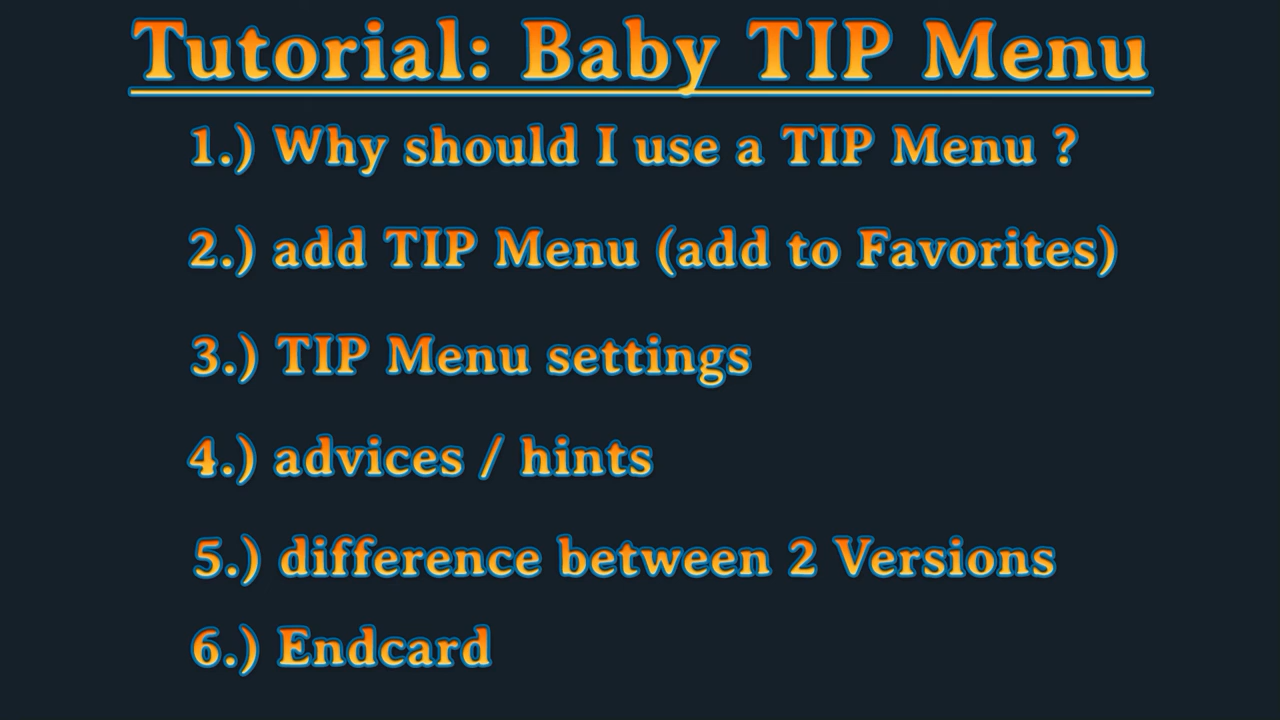 Tutorial: Baby TIP Menu
1.) Why should I use a TIP Menu ?
2.) add TIP Menu (add to Favorites)
3.) TIP Menu settings
4.) advices / hints
5.) difference between 2 Versions
6.) Endcard